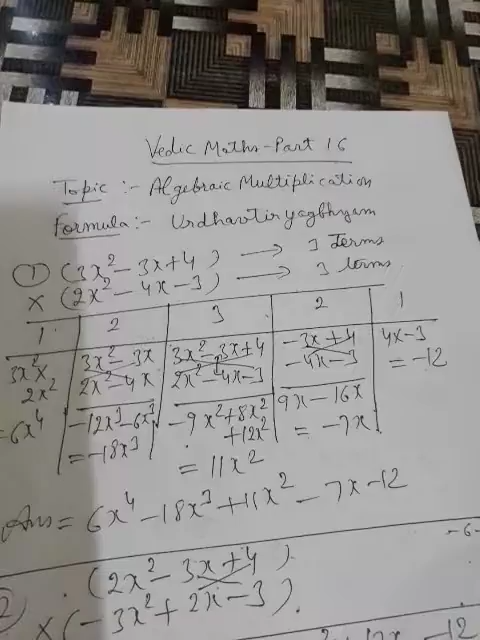 Vedic Maths-Part 16
Topic :- Algebraic Multiplication
Formula :- Urdhavtiryagbhyam
① (3x² - 3x + 4) → 3 Terms
x (2x² - 4x - 3) → 3 terms
1 2 3 2 1
3x² x 3x² - 3x 3x² - 3x + 4 - 3x + 4 4x - 3
2x² 2x² - 4x 2x² - 4x - 3 - 4x - 3 = -12
= 6x⁴ -12x³ - 6x³ -9x² + 8x² 9x - 16x
= -18x³ + 12x² = -7x
= 11x²
Ans = 6x⁴ - 18x³ + 11x² - 7x - 12
-6-
2 (2x² - 3x + 4)
x (-3x² + 2x - 3)
12